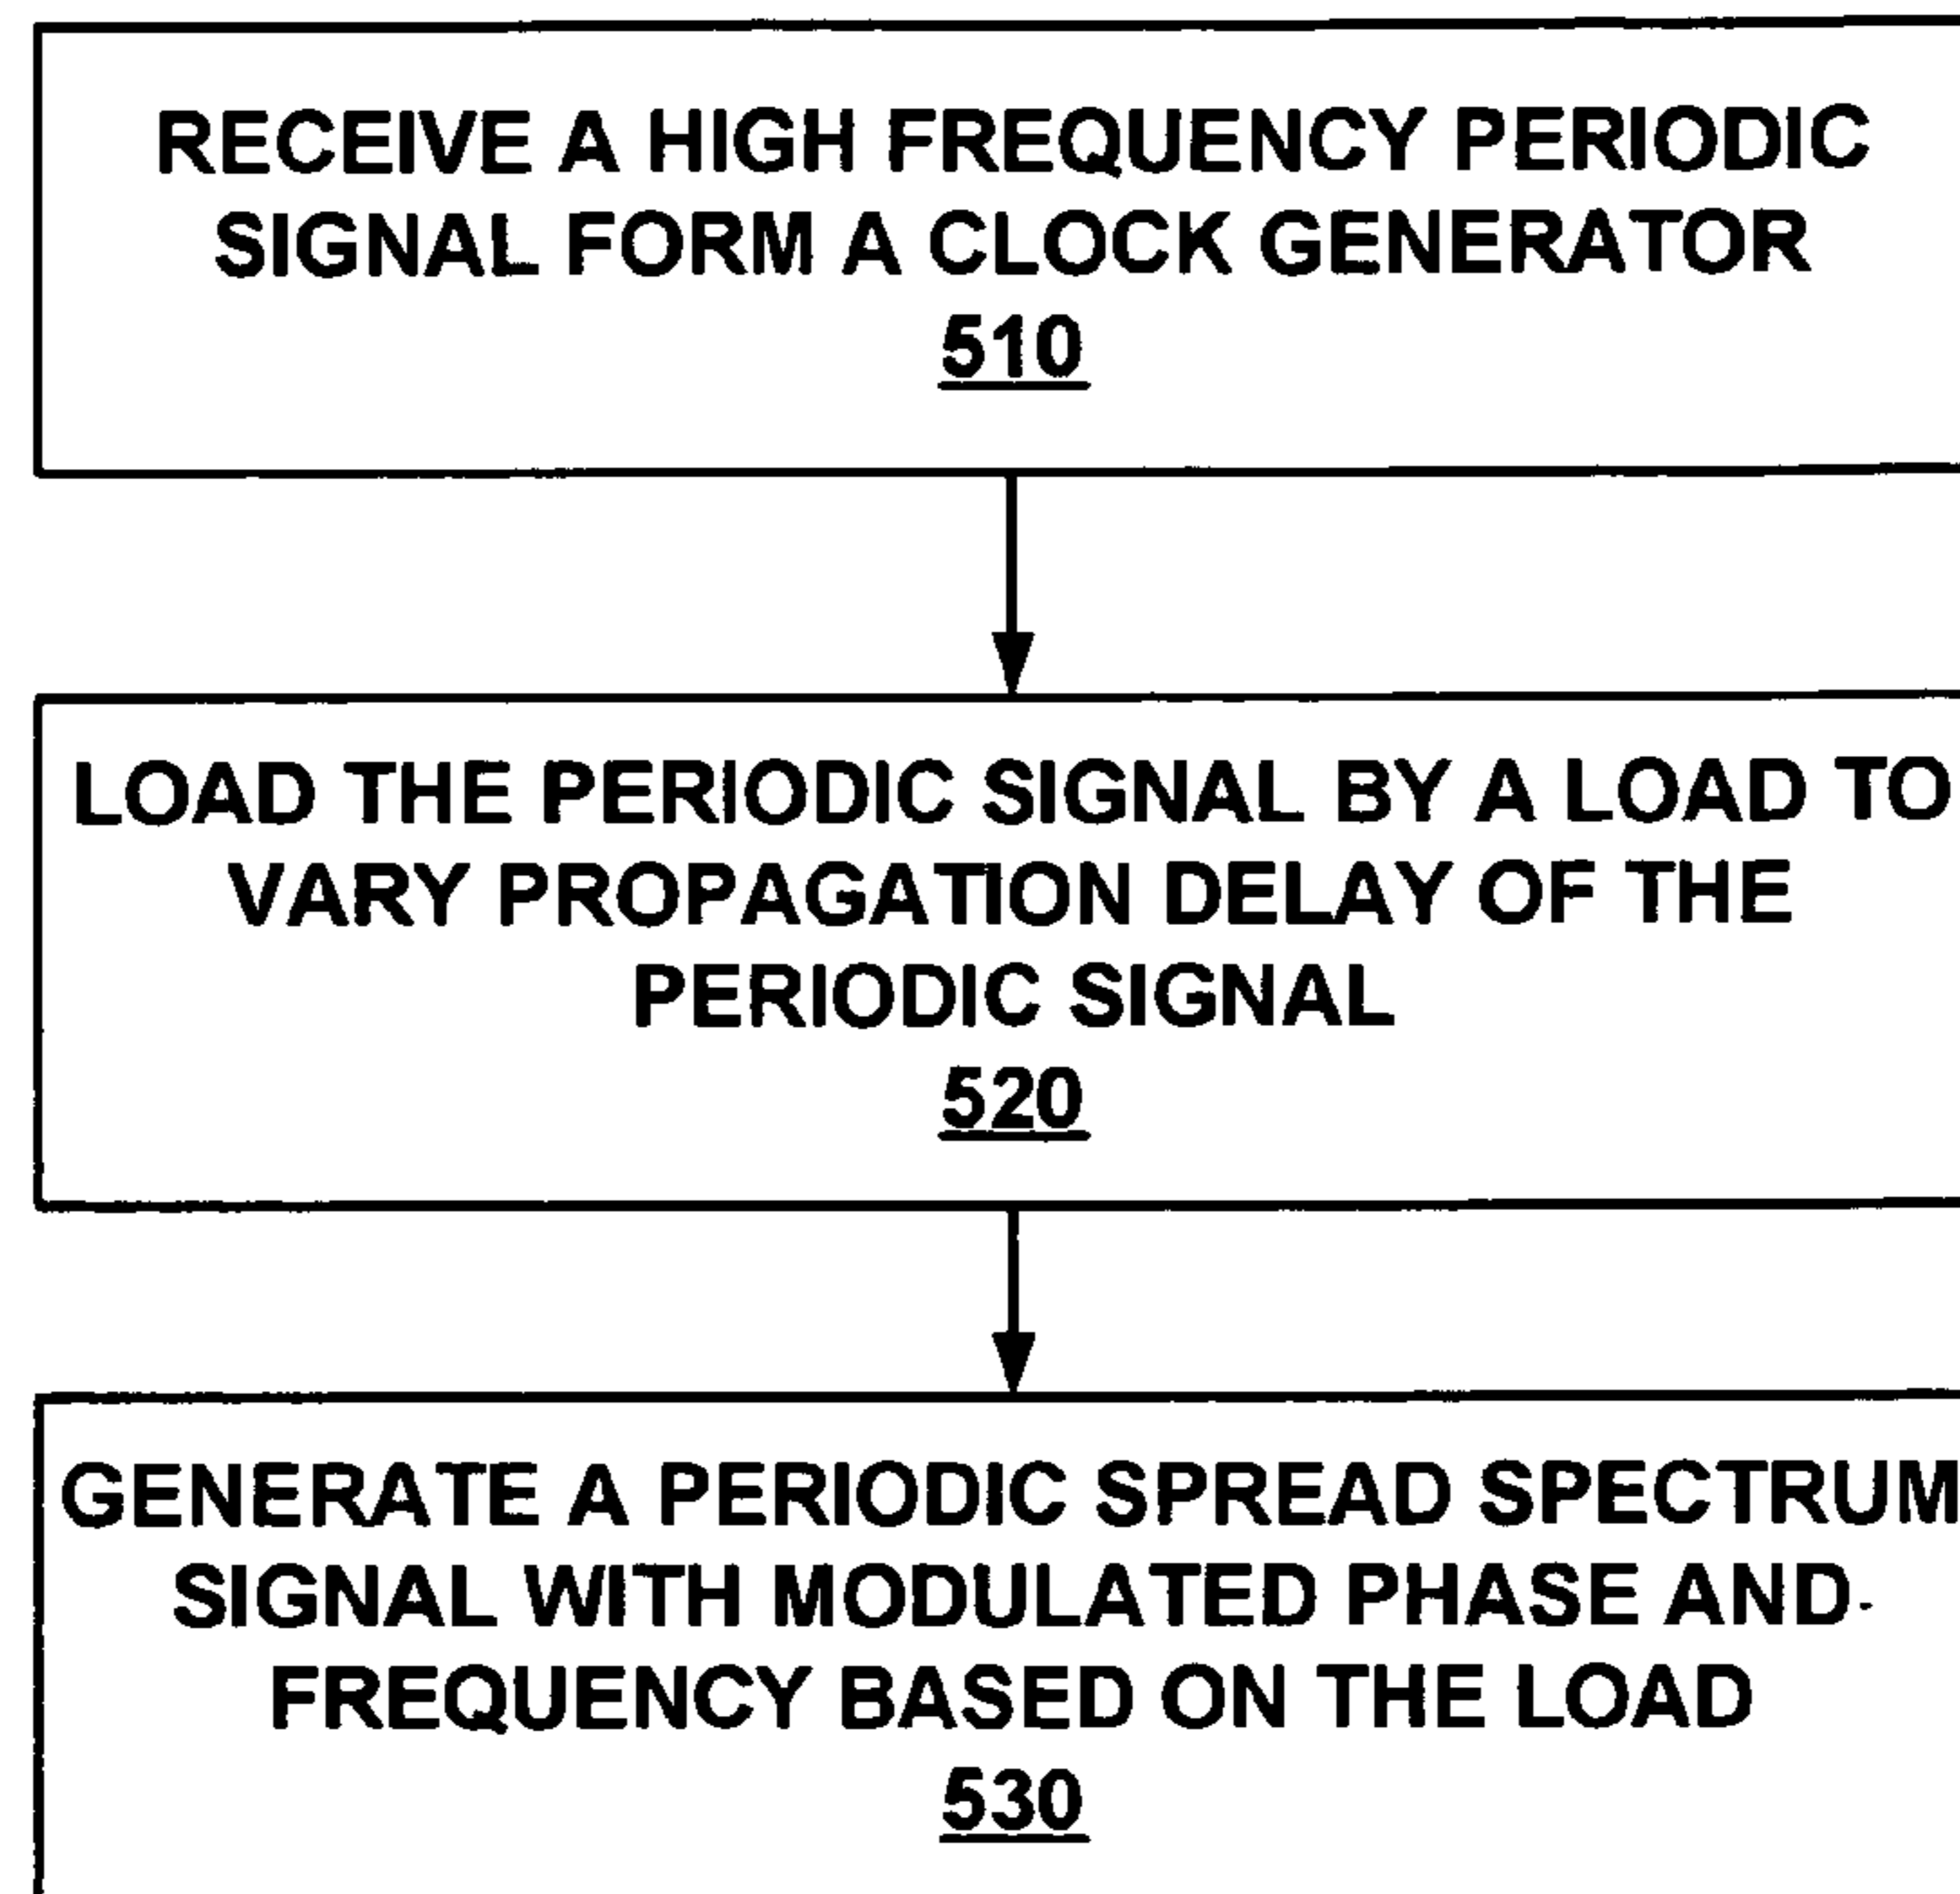 RECEIVE A HIGH FREQUENCY PERIODIC
SIGNAL FORM A CLOCK GENERATOR
510
LOAD THE PERIODIC SIGNAL BY A LOAD TO
VARY PROPAGATION DELAY OF THE
PERIODIC SIGNAL
520
GENERATE A PERIODIC SPREAD SPECTRUM
SIGNAL WITH MODULATED PHASE AND
FREQUENCY BASED ON THE LOAD
530